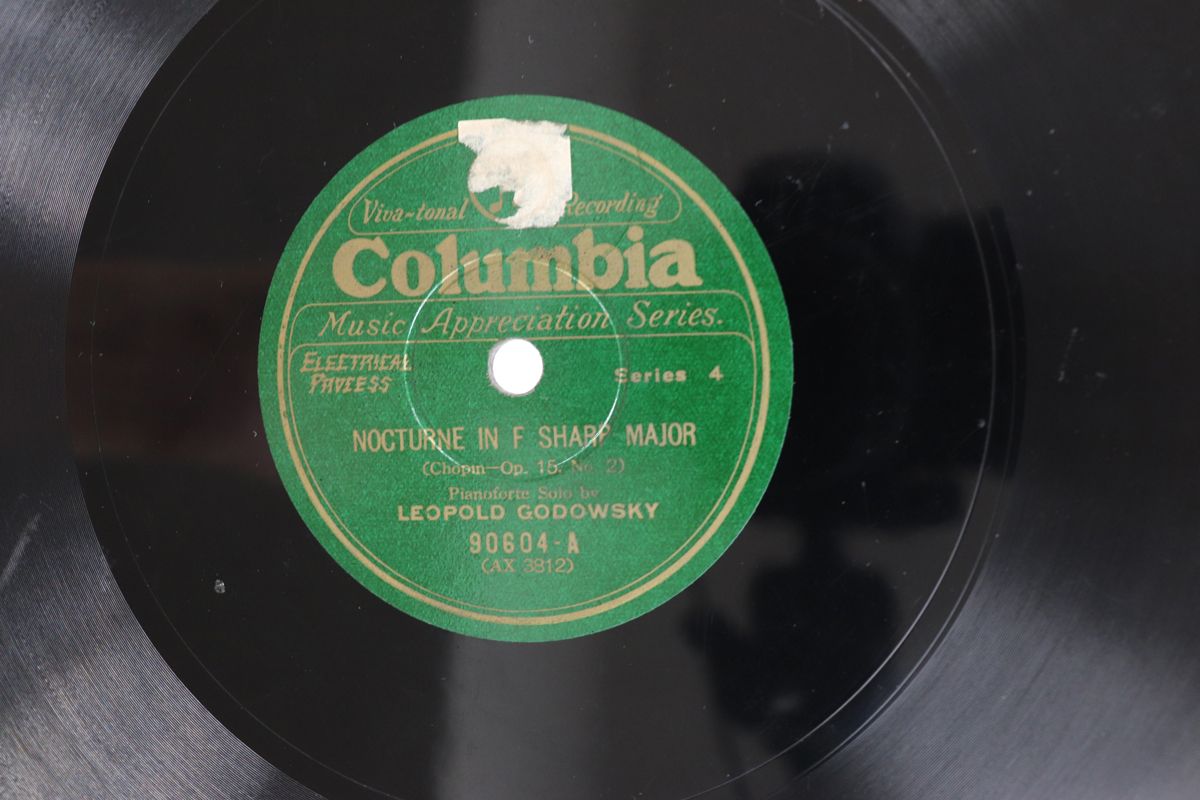 Viva-tonal Recording
Columbia
Music Appreciation Series.
ELECTRICAL
PROCESS
Series 4
NOCTURNE IN F SHARP MAJOR
(Chopin—Op. 15, No. 2)
Pianoforte Solo by
LEOPOLD GODOWSKY
90604-A
(AX 3812)